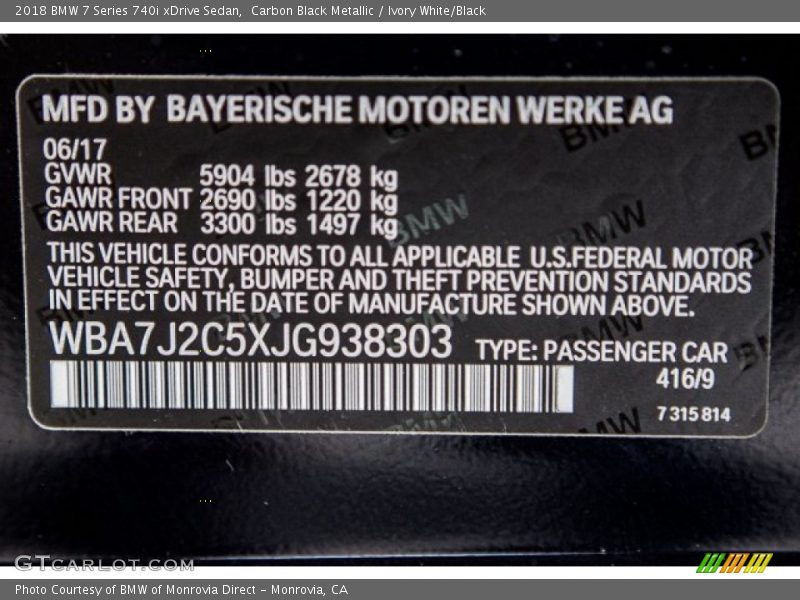 2018 BMW 7 Series 740i xDrive Sedan,  Carbon Black Metallic / Ivory White/Black
MFD BY BAYERISCHE MOTOREN WERKE AG
06/17
GVWR 5904 lbs 2678 kg
GAWR FRONT 2690 lbs 1220 kg
GAWR REAR 3300 lbs 1497 kg
THIS VEHICLE CONFORMS TO ALL APPLICABLE U.S.FEDERAL MOTOR
VEHICLE SAFETY, BUMPER AND THEFT PREVENTION STANDARDS
IN EFFECT ON THE DATE OF MANUFACTURE SHOWN ABOVE.
WBA7J2C5XJG938303 TYPE: PASSENGER CAR
416/9
7 315 814
BMW
BMW
BMW
BMW
GTCARLOT.COM
Photo Courtesy of BMW of Monrovia Direct - Monrovia, CA